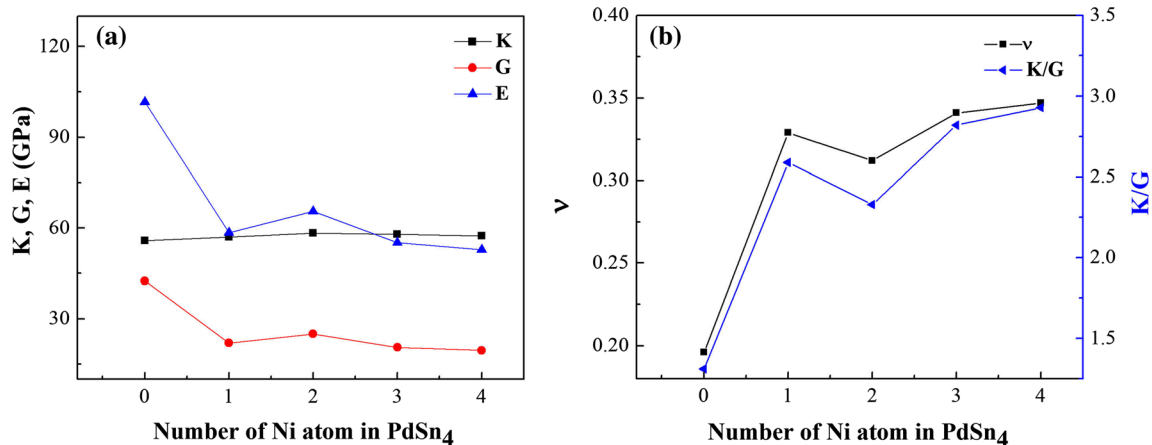 (a)
K
G
E
K, G, E (GPa)
120
90
60
30
0 1 2 3 4
Number of Ni atom in PdSn4
(b)
ν
K/G
ν
0.40
0.35
0.30
0.25
0.20
K/G
3.5
3.0
2.5
2.0
1.5
0 1 2 3 4
Number of Ni atom in PdSn4